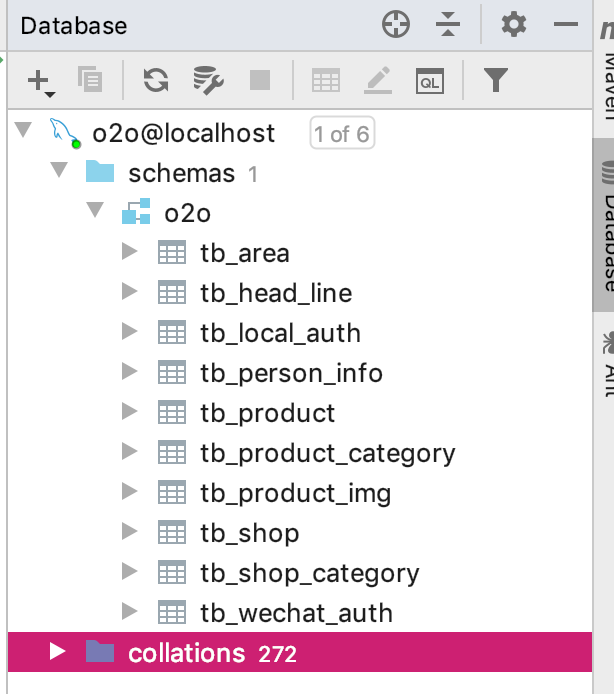 Database
QL
o2o@localhost 1 of 6
schemas 1
o2o
tb_area
tb_head_line
tb_local_auth
tb_person_info
tb_product
tb_product_category
tb_product_img
tb_shop
tb_shop_category
tb_wechat_auth
collations 272
m Maven
Database
Ant